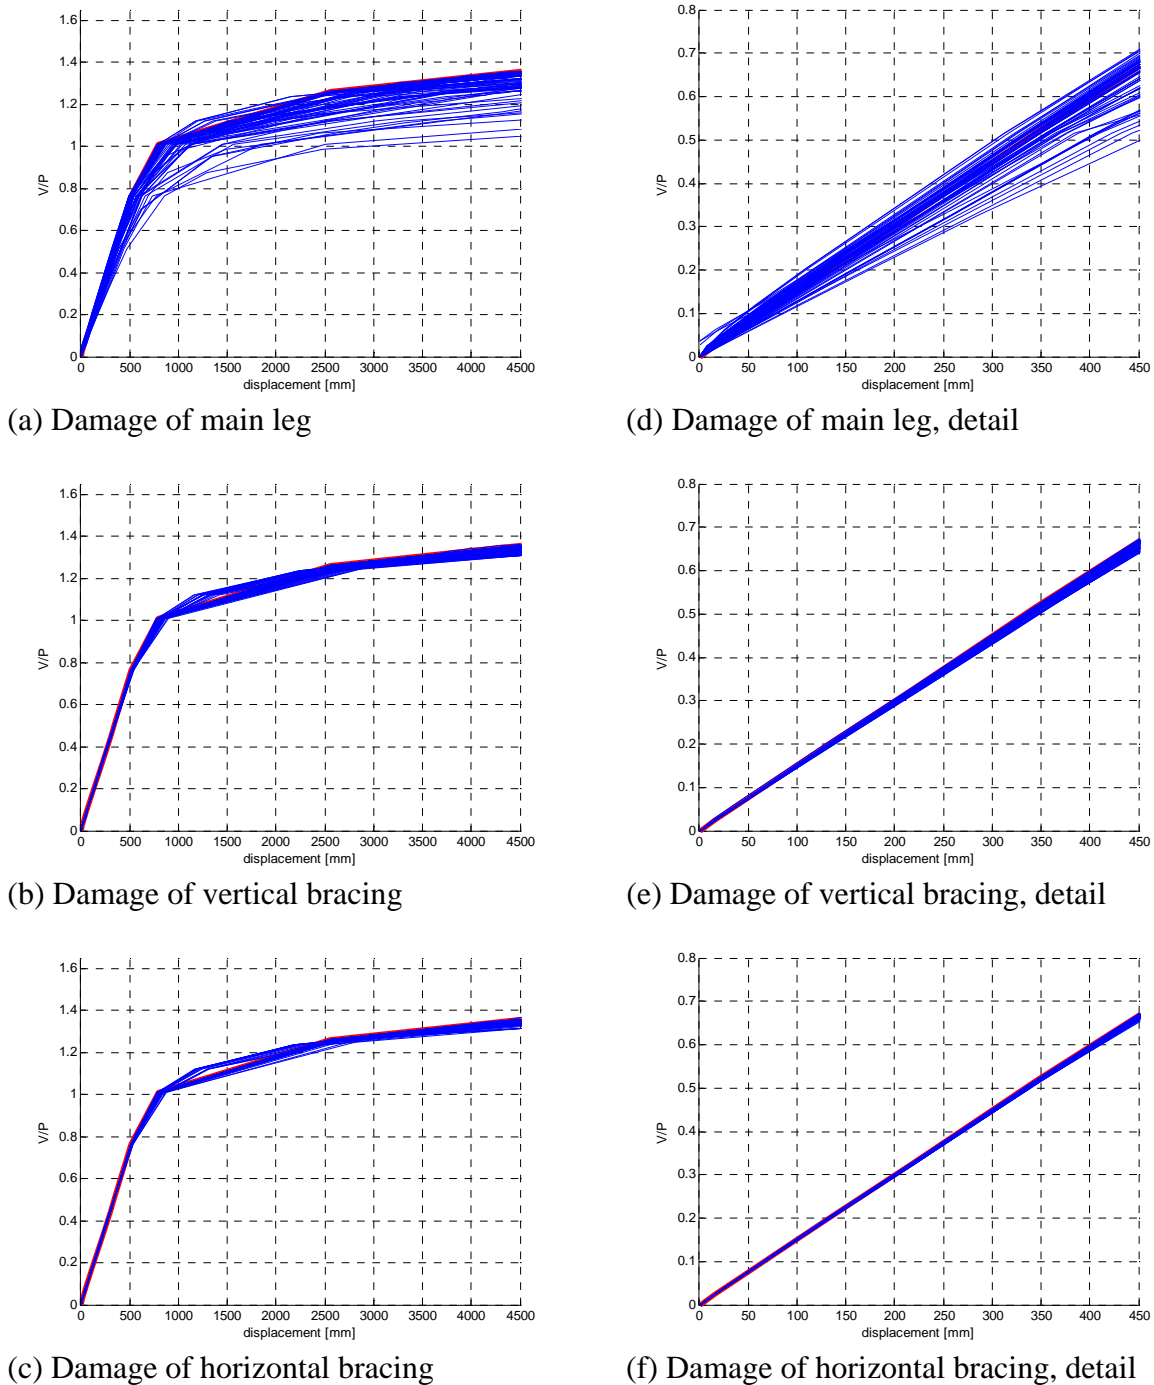 1.6
1.4
1.2
1
0.8
0.6
0.4
0.2
0
V/P
0 500 1000 1500 2000 2500 3000 3500 4000 4500
displacement [mm]
(a) Damage of main leg
0.8
0.7
0.6
0.5
0.4
0.3
0.2
0.1
0
V/P
0 50 100 150 200 250 300 350 400 450
displacement [mm]
(d) Damage of main leg, detail
1.6
1.4
1.2
1
0.8
0.6
0.4
0.2
0
V/P
0 500 1000 1500 2000 2500 3000 3500 4000 4500
displacement [mm]
(b) Damage of vertical bracing
0.8
0.7
0.6
0.5
0.4
0.3
0.2
0.1
0
V/P
0 50 100 150 200 250 300 350 400 450
displacement [mm]
(e) Damage of vertical bracing, detail
1.6
1.4
1.2
1
0.8
0.6
0.4
0.2
0
V/P
0 500 1000 1500 2000 2500 3000 3500 4000 4500
displacement [mm]
(c) Damage of horizontal bracing
0.8
0.7
0.6
0.5
0.4
0.3
0.2
0.1
0
V/P
0 50 100 150 200 250 300 350 400 450
displacement [mm]
(f) Damage of horizontal bracing, detail